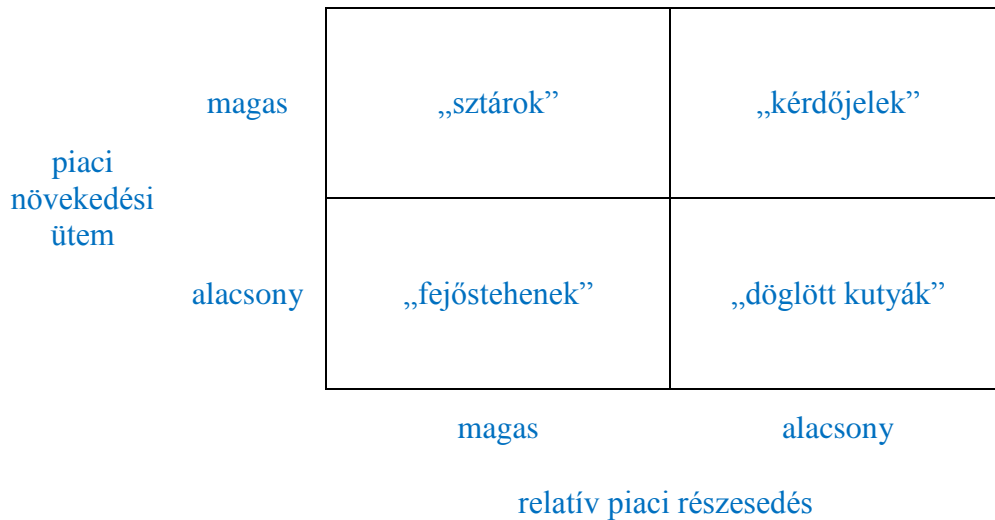 magas
„sztárok”
„kérdőjelek”
piaci
növekedési
ütem
alacsony
„fejőstehenek”
„döglött kutyák”
magas
alacsony
relatív piaci részesedés